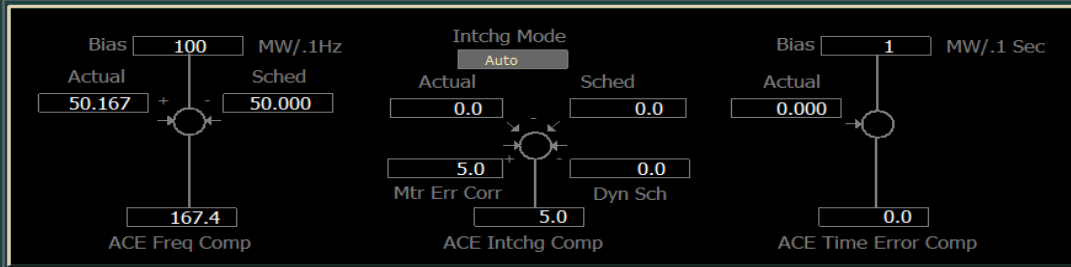 Bias 100 MW/.1Hz
Actual Sched
50.167 + - 50.000
167.4
ACE Freq Comp
Intchg Mode
Auto
Actual Sched
0.0 - 0.0
5.0 + - 0.0
Mtr Err Corr Dyn Sch
5.0
ACE Intchg Comp
Bias 1 MW/.1 Sec
Actual
0.000
0.0
ACE Time Error Comp